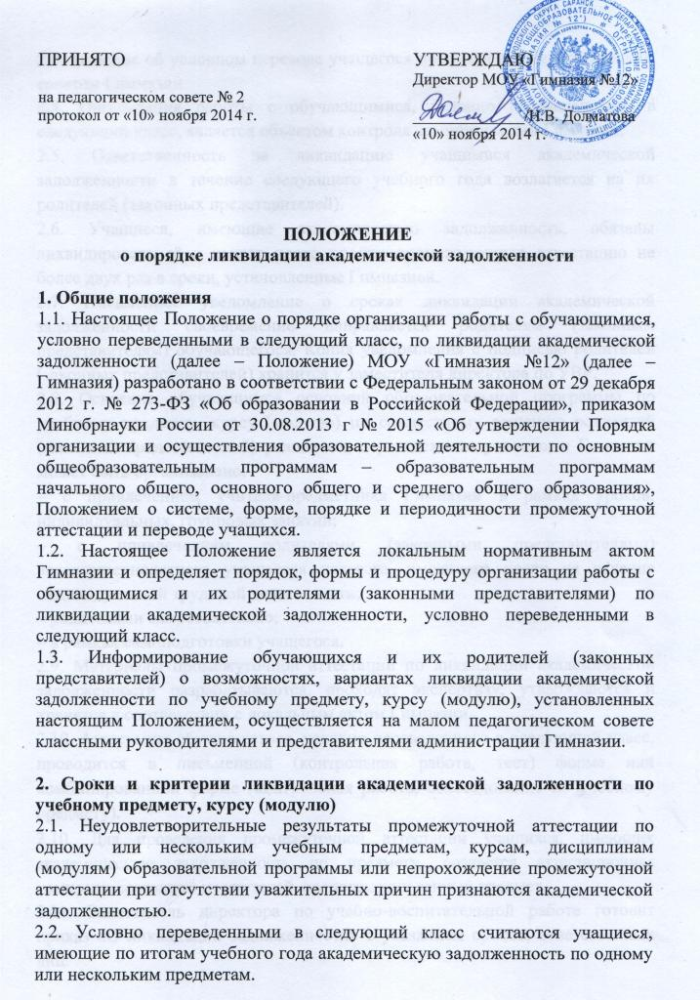 ПРИНЯТО
на педагогическом совете № 2
протокол от «10» ноября 2014 г.
УТВЕРЖДАЮ
Директор МОУ «Гимназия №12»
/Н.В. Долматова
«10» ноября 2014 г.
ПОЛОЖЕНИЕ
о порядке ликвидации академической задолженности
1. Общие положения
1.1. Настоящее Положение о порядке организации работы с обучающимися,
условно переведенными в следующий класс, по ликвидации академической
задолженности (далее – Положение) МОУ «Гимназия №12» (далее –
Гимназия) разработано в соответствии с Федеральным законом от 29 декабря
2012 г. № 273-ФЗ «Об образовании в Российской Федерации», приказом
Минобрнауки России от 30.08.2013 г № 2015 «Об утверждении Порядка
организации и осуществления образовательной деятельности по основным
общеобразовательным программам – образовательным программам
начального общего, основного общего и среднего общего образования»,
Положением о системе, форме, порядке и периодичности промежуточной
аттестации и переводе учащихся.
1.2. Настоящее Положение является локальным нормативным актом
Гимназии и определяет порядок, формы и процедуру организации работы с
обучающимися и их родителями (законными представителями) по
ликвидации академической задолженности, условно переведенными в
следующий класс.
1.3. Информирование обучающихся и их родителей (законных
представителей) о возможностях, вариантах ликвидации академической
задолженности по учебному предмету, курсу (модулю), установленных
настоящим Положением, осуществляется на малом педагогическом совете
классными руководителями и представителями администрации Гимназии.
2. Сроки и критерии ликвидации академической задолженности по
учебному предмету, курсу (модулю)
2.1. Неудовлетворительные результаты промежуточной аттестации по
одному или нескольким учебным предметам, курсам, дисциплинам
(модулям) образовательной программы или непрохождение промежуточной
аттестации при отсутствии уважительных причин признаются академической
задолженностью.
2.2. Условно переведенными в следующий класс считаются учащиеся,
имеющие по итогам учебного года академическую задолженность по одному
или нескольким предметам.